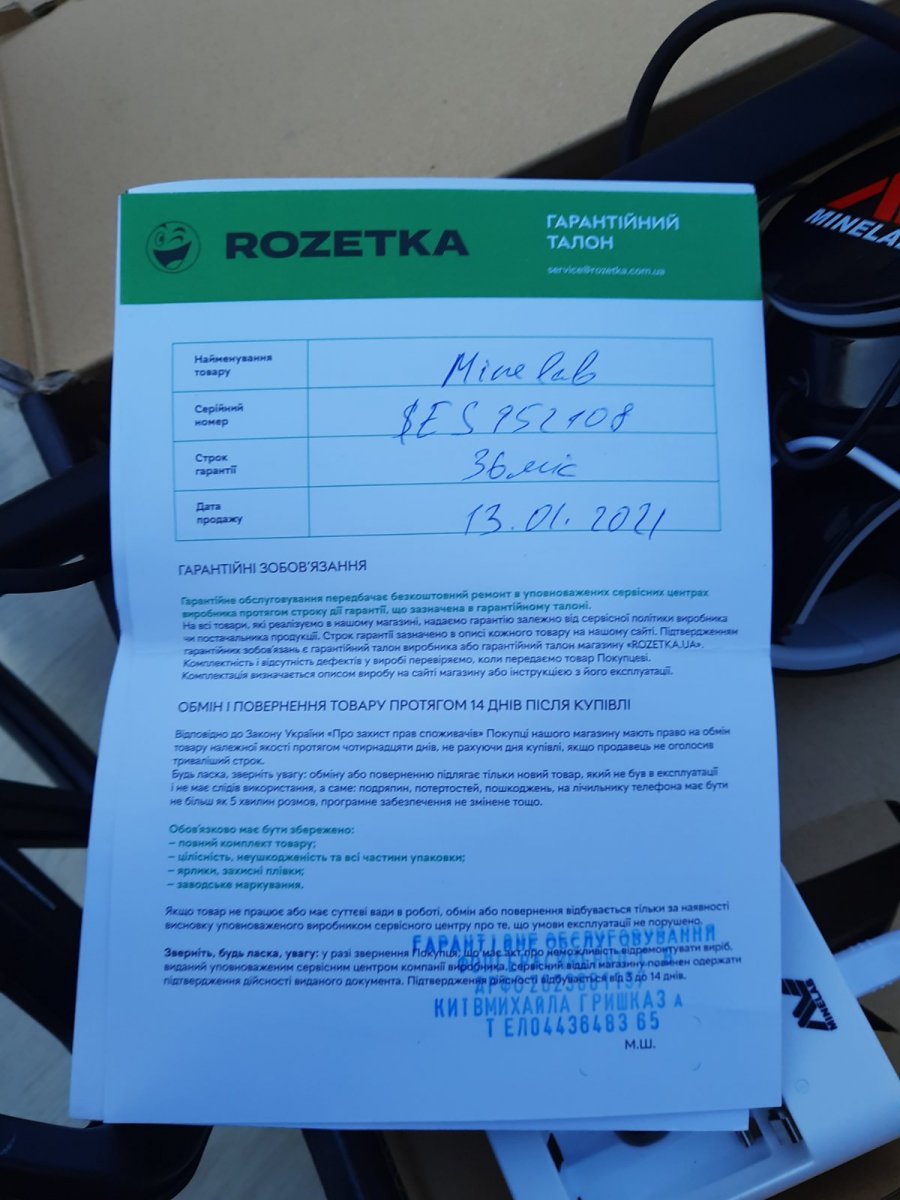 ROZETKA
ГАРАНТІЙНИЙ
ТАЛОН
service@rozetka.com.ua
Найменування
товару
Minelab
Серійний
номер
Строк
гарантії
36 міс
Дата
продажу
13.01.2021
ГАРАНТІЙНІ ЗОБОВ'ЯЗАННЯ
Гарантійне обслуговування передбачає безкоштовний ремонт в уповноважених сервісних центрах
виробника протягом строку дії гарантії, що зазначена в гарантійному талоні.
На всі товари, які реалізуємо в нашому магазині, надаємо гарантію залежно від сервісної політики виробника
чи постачальника продукції. Строк гарантії зазначено в описі кожного товару на нашому сайті. Підтвердженням
гарантійних зобов'язань є гарантійний талон виробника або гарантійний талон магазину «ROZETKA.UA».
Комплектність і відсутність дефектів у виробі перевіряємо, коли передаємо товар Покупцеві.
Комплектація визначається описом виробу на сайті магазину або інструкцією з його експлуатації.
ОБМІН І ПОВЕРНЕННЯ ТОВАРУ ПРОТЯГОМ 14 ДНІВ ПІСЛЯ КУПІВЛІ
Відповідно до Закону України «Про захист прав споживачів» Покупці нашого магазину мають право на обмін
товару належної якості протягом чотирнадцяти днів, не рахуючи дня купівлі, якщо продавець не оголосив
триваліший строк.
Будь ласка, зверніть увагу: обміну або поверненню підлягає тільки новий товар, який не був в експлуатації
і не має слідів використання, а саме: подряпин, потертостей, пошкоджень, на лічильнику телефона має бути
не більш як 5 хвилин розмов, програмне забезпечення не змінене тощо.
Обов'язково має бути збережено:
– повний комплект товару;
– цілісність, неушкодженість та всі частини упаковки;
– ярлики, захисні плівки;
– заводське маркування.
Якщо товар не працює або має суттєві вади в роботі, обмін або повернення відбувається тільки за наявності
висновку уповноваженого виробником сервісного центру про те, що умови експлуатації не порушено.
Зверніть, будь ласка, увагу: у разі звернення Покупця, що має акт про неможливість відремонтувати виріб,
виданий уповноваженим сервісним центром компанії виробника, сервісний відділ магазину повинен одержати
підтвердження дійсності виданого документа. Підтвердження дійсності відбувається від 3 до 14 днів.
ГАРАНТІЙНЕ ОБСЛУГОВУВАННЯ
КИЇВ МИХАЙЛА ГРИШКА 3 А
ТЕЛ 0443648365
М.Ш.
MINELAB
MINELAB